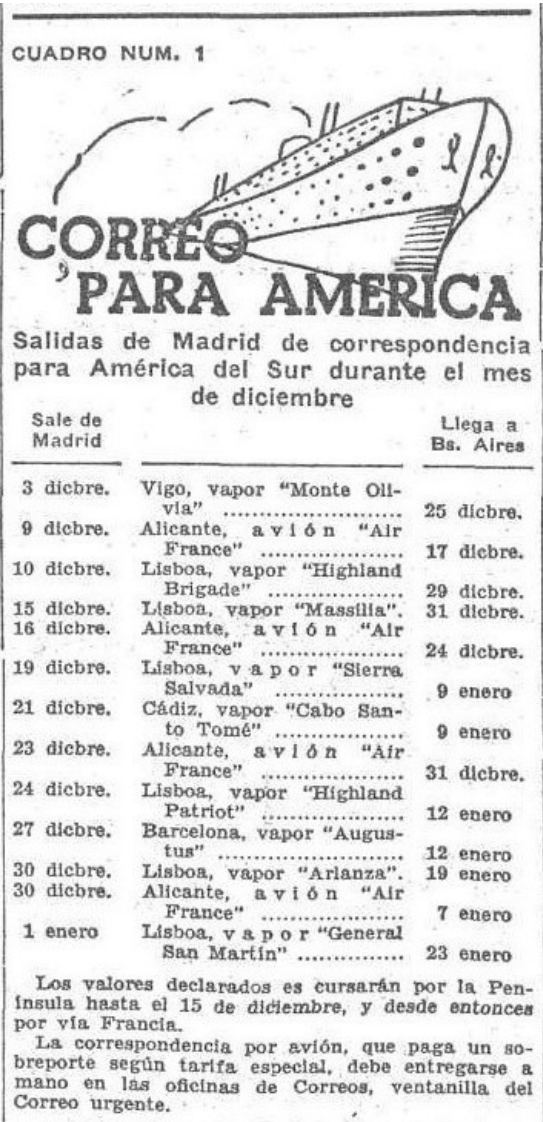 CUADRO NUM. 1
CORREO
PARA AMERICA
Salidas de Madrid de correspondencia
para América del Sur durante el mes
de diciembre
Sale de Madrid Llega a Bs. Aires
3 dicbre. Vigo, vapor "Monte Oli-
via" .................... 25 dicbre.
9 dicbre. Alicante, avión "Air
France" ................ 17 dicbre.
10 dicbre. Lisboa, vapor "Highland
Brigade" ............... 29 dicbre.
15 dicbre. Lisboa, vapor "Massilia". 31 dicbre.
16 dicbre. Alicante, avión "Air
France" ................ 24 dicbre.
19 dicbre. Lisboa, vapor "Sierra
Salvada" ............... 9 enero
21 dicbre. Cádiz, vapor "Cabo San-
to Tomé" ............... 9 enero
23 dicbre. Alicante, avión "Air
France" ................ 31 dicbre.
24 dicbre. Lisboa, vapor "Highland
Patriot" ................ 12 enero
27 dicbre. Barcelona, vapor "Augus-
tus" .................... 12 enero
30 dicbre. Lisboa, vapor "Arlanza". 19 enero
30 dicbre. Alicante, avión "Air
France" ................ 7 enero
1 enero Lisboa, vapor "General
San Martín" ............. 23 enero
Los valores declarados es cursarán por la Pen-
ínsula hasta el 15 de diciembre, y desde entonces
por vía Francia.
La correspondencia por avión, que paga un so-
breporte según tarifa especial, debe entregarse a
mano en las oficinas de Correos, ventanilla del
Correo urgente.